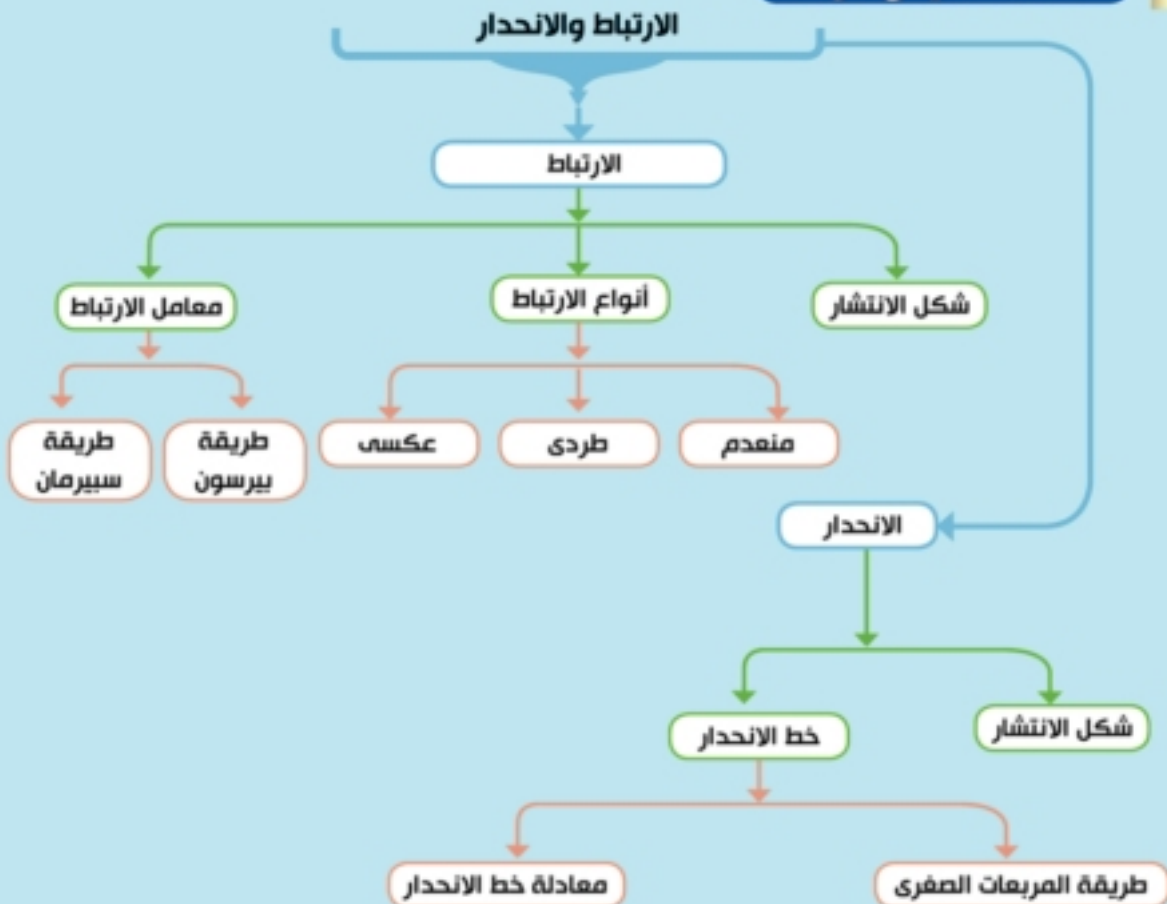 الارتباط والانحدار
الارتباط
شكل الانتشار
أنواع الارتباط
معامل الارتباط
منعدم
طردى
عكسى
طريقة
بيرسون
طريقة
سبيرمان
الانحدار
شكل الانتشار
خط الانحدار
طريقة المربعات الصغرى
معادلة خط الانحدار